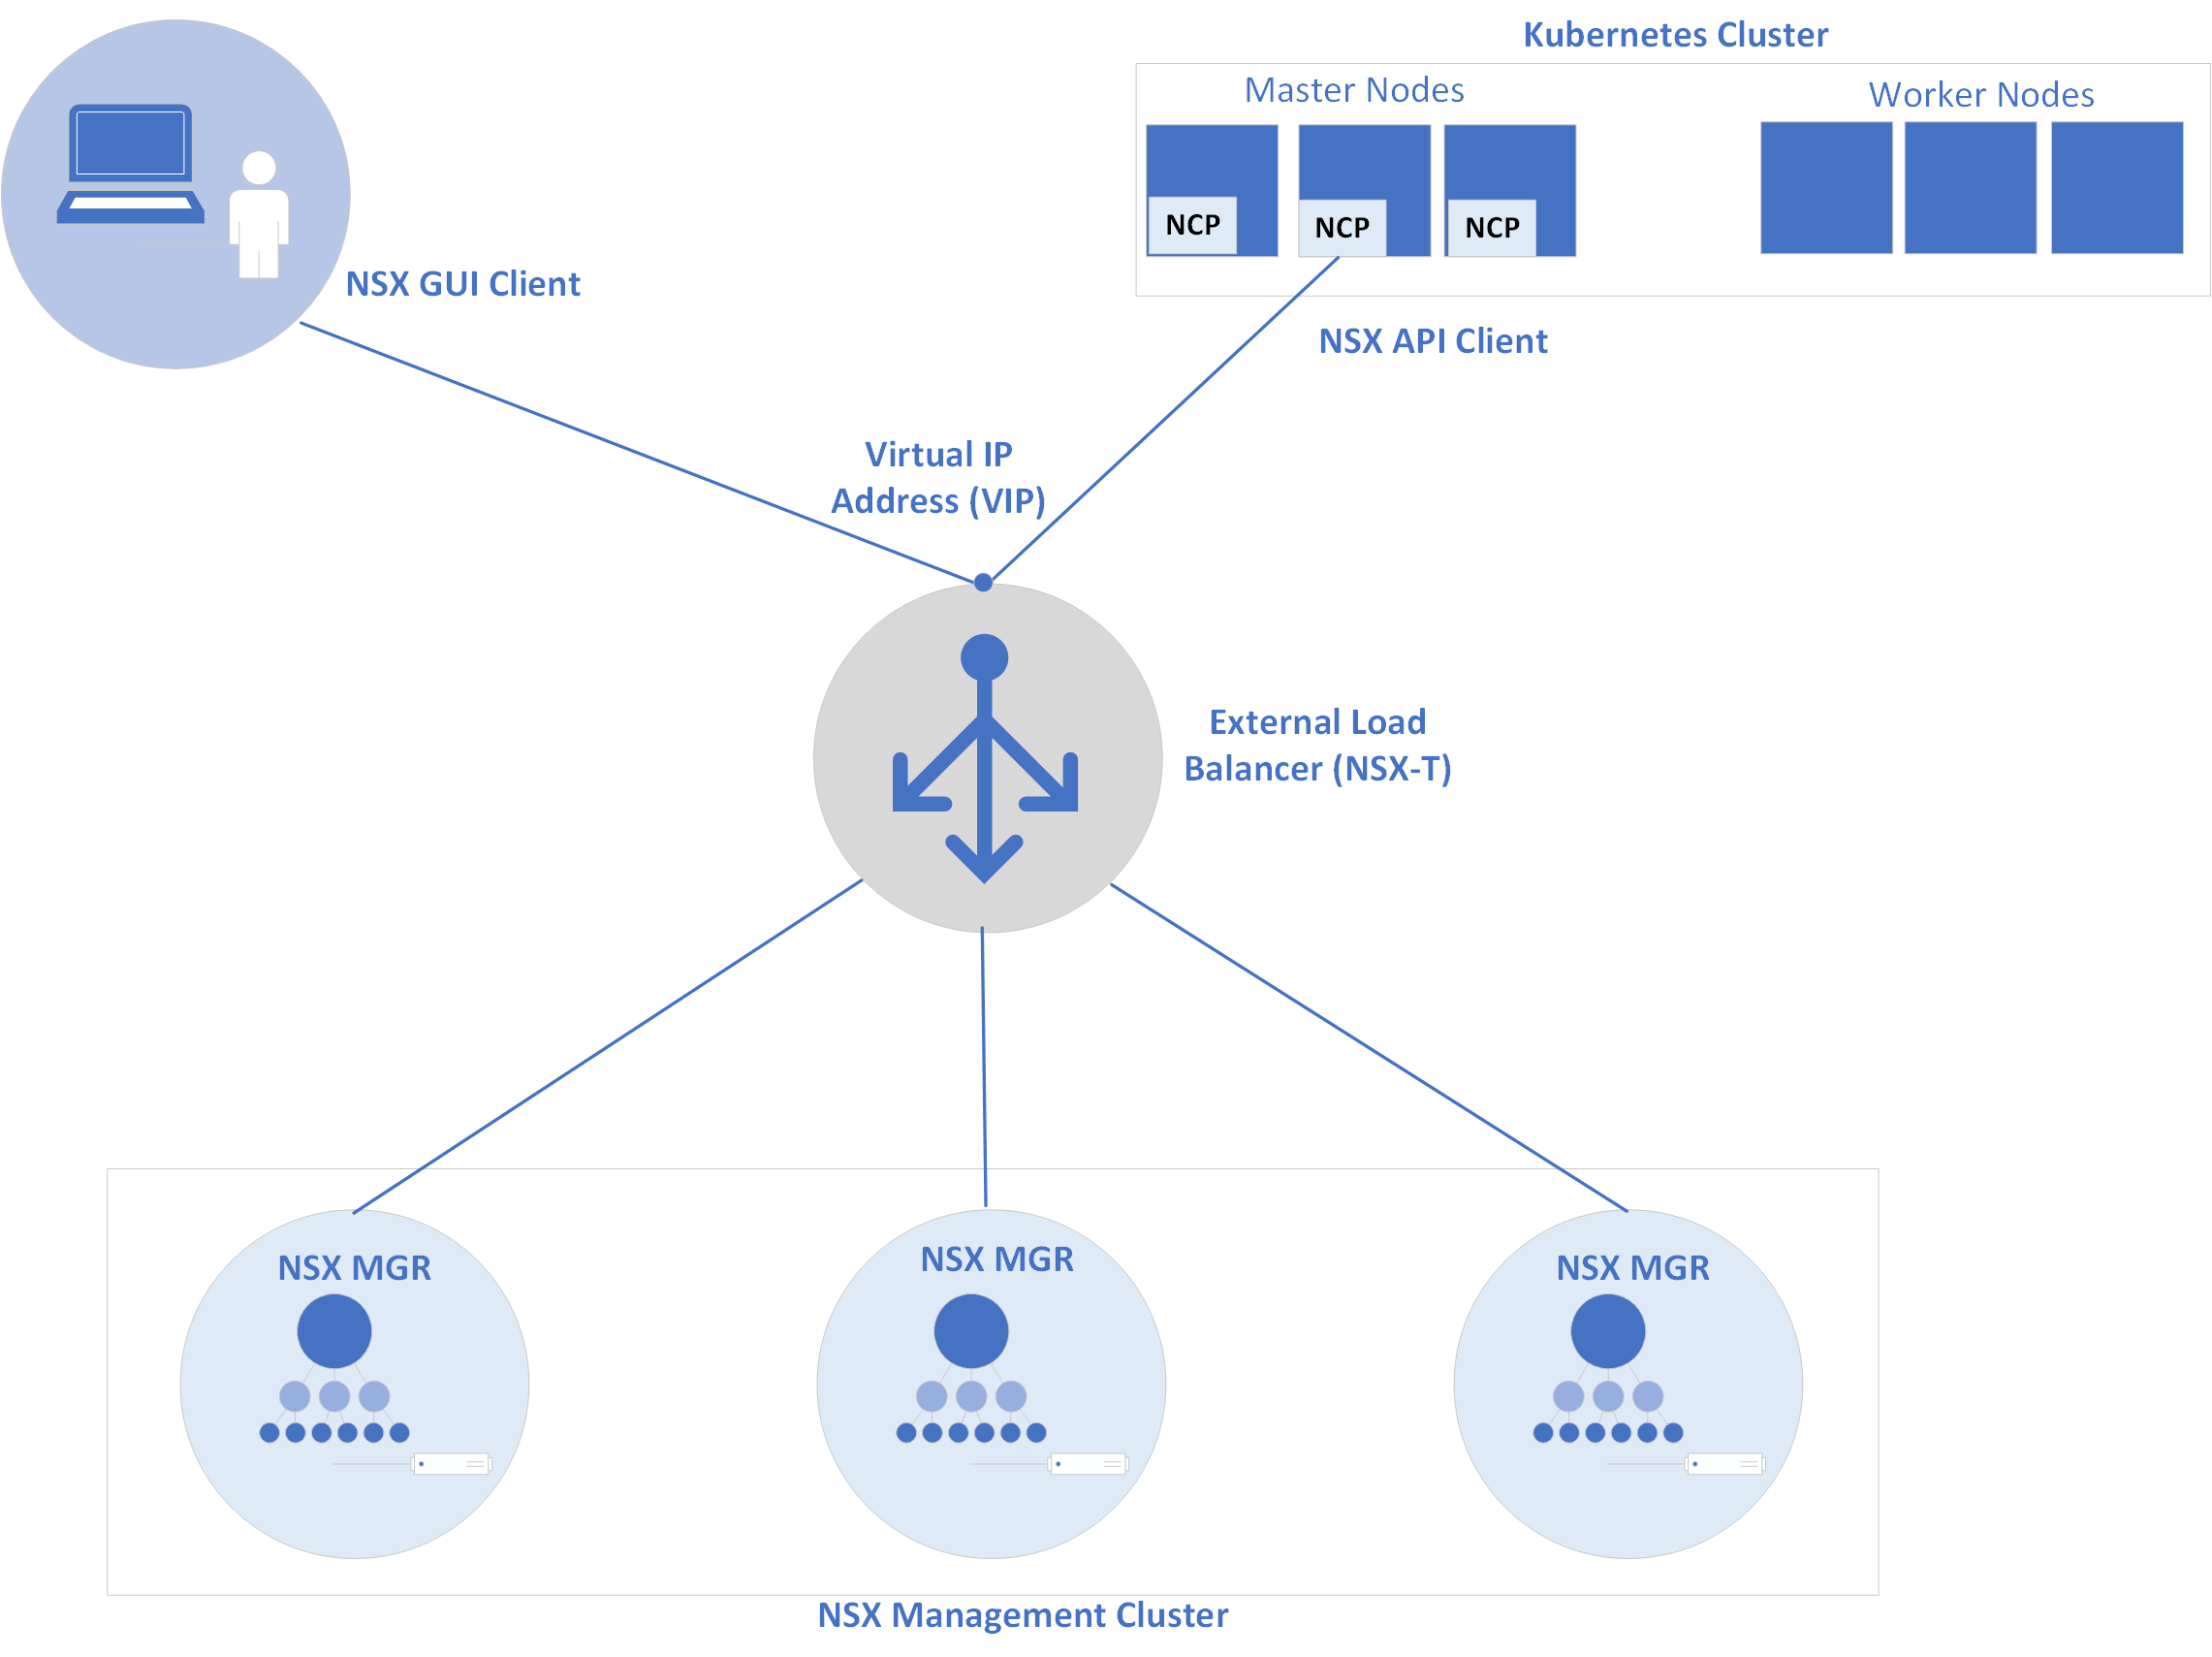 Kubernetes Cluster
Master Nodes
Worker Nodes
NCP
NCP
NCP
NSX GUI Client
NSX API Client
Virtual IP
Address (VIP)
External Load
Balancer (NSX-T)
NSX MGR
NSX MGR
NSX MGR
NSX Management Cluster